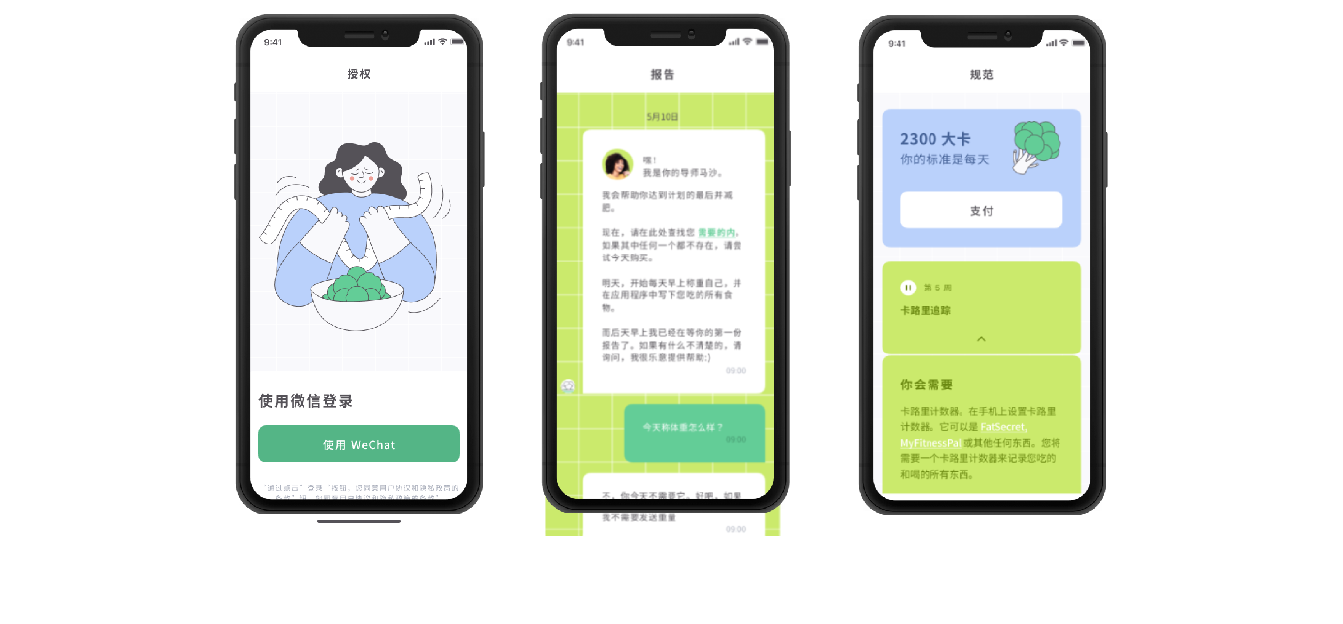 9:41
授权
使用微信登录
使用 WeChat
9:41
报告
5月10日
嗨！
我是你的导师马沙。
我会帮助你达到计划的最后并减
肥。
现在，请在此处查找您 需要的内，
如果其中任何一个都不存在，请尝
试今天购买。
明天，开始每天早上称重自己，并
在应用程序中写下您吃的所有食
物。
而后天早上我已经在等你的第一份
报告了。如果有什么不清楚的，请
询问，我很乐意提供帮助:)
09:00
今天称体重怎么样？
09:00
不，你今天不需要它。好吧，如果
我不需要发送重量
09:00
9:41
规范
2300 大卡
你的标准是每天
支付
第 5 周
卡路里追踪
你会需要
卡路里计数器。在手机上设置卡路里
计数器。它可以是 FatSecret,
MyFitnessPal 或其他任何东西。您将
需要一个卡路里计数器来记录您吃的
和喝的所有东西。